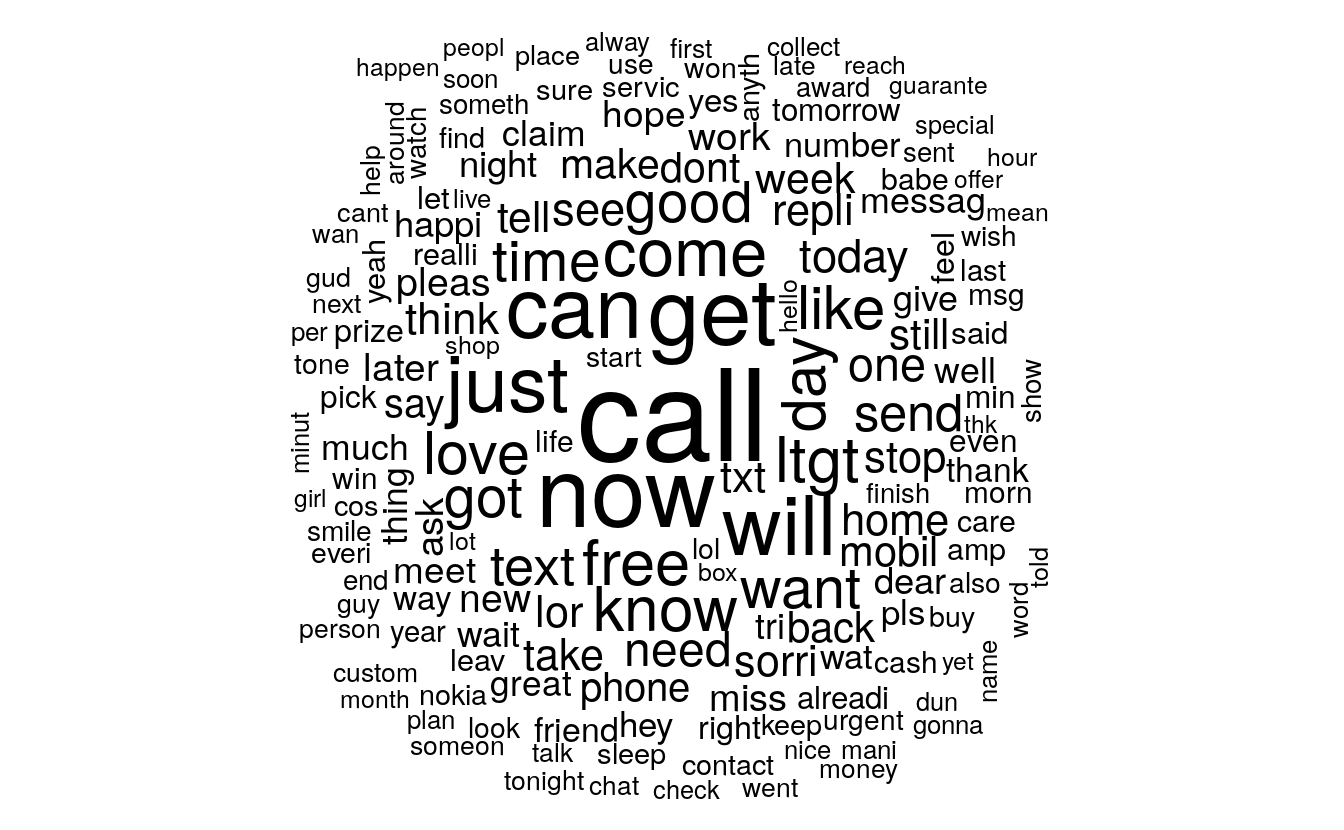 peopl place alway first collect
happen soon use won anyth late reach
someth sure servic yes award guarante
around watch hope tomorrow special
help find claim work number sent hour
night make dont week babe offer
let live tell see good repli messag mean
cant happi
wan realli time come today feel wish
gud yeah pleas can get hello like give last msg
next think still said
per prize shop start
tone later just call day one well show
pick say send min thk
minut much love life ltgt stop even
win thing got now txt thank
girl cos ask finish morn
smile lot will home care
everi text free lol mobil amp told
end meet box want dear also
guy way new lor know pls buy word
person year wait tri back
leav take need sorri wat cash yet name
custom
month nokia great phone miss alreadi dun
plan look friend hey right keep urgent gonna
someon talk sleep contact nice mani
money
tonight chat check went